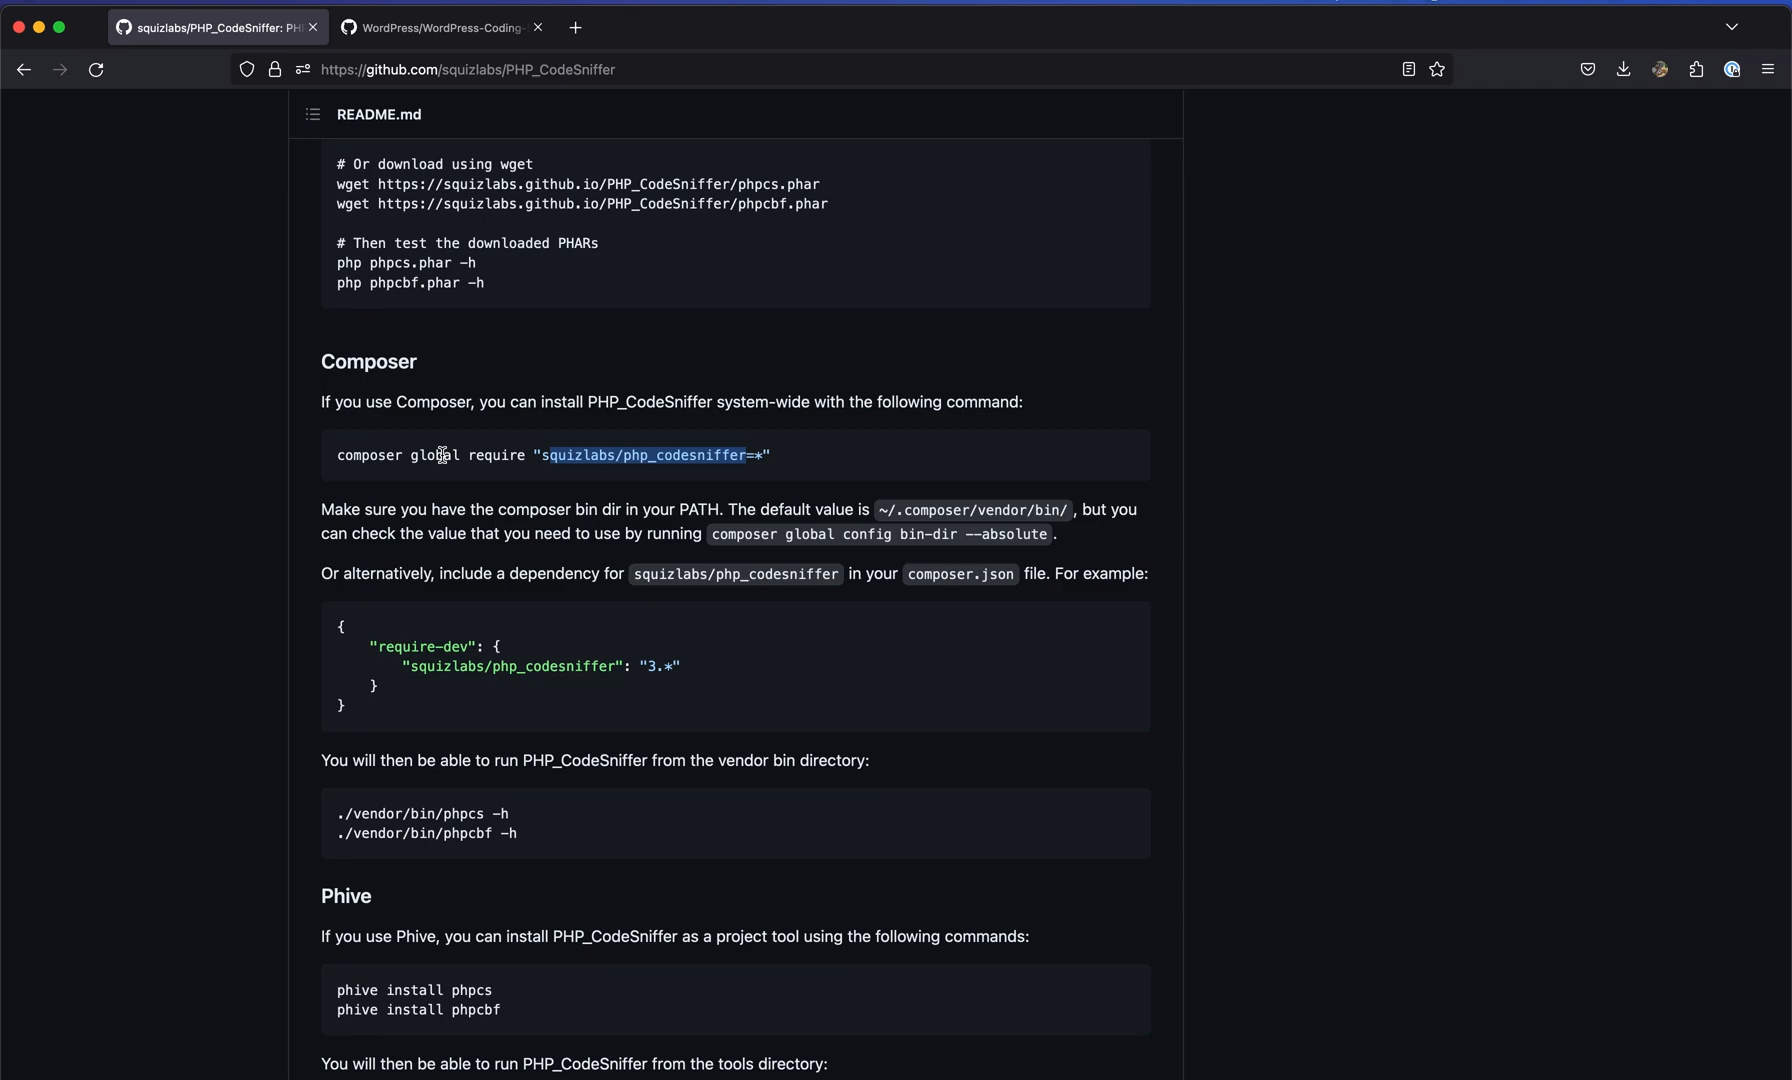 squizlabs/PHP_CodeSniffer: PH
WordPress/WordPress-Coding-
https://github.com/squizlabs/PHP_CodeSniffer
README.md
# Or download using wget
wget https://squizlabs.github.io/PHP_CodeSniffer/phpcs.phar
wget https://squizlabs.github.io/PHP_CodeSniffer/phpcbf.phar
# Then test the downloaded PHARs
php phpcs.phar -h
php phpcbf.phar -h
Composer
If you use Composer, you can install PHP_CodeSniffer system-wide with the following command:
composer global require "squizlabs/php_codesniffer=*"
Make sure you have the composer bin dir in your PATH. The default value is ~/.composer/vendor/bin/, but you
can check the value that you need to use by running composer global config bin-dir --absolute.
Or alternatively, include a dependency for squizlabs/php_codesniffer in your composer.json file. For example:
{
"require-dev": {
"squizlabs/php_codesniffer": "3.*"
}
}
You will then be able to run PHP_CodeSniffer from the vendor bin directory:
./vendor/bin/phpcs -h
./vendor/bin/phpcbf -h
Phive
If you use Phive, you can install PHP_CodeSniffer as a project tool using the following commands:
phive install phpcs
phive install phpcbf
You will then be able to run PHP_CodeSniffer from the tools directory: